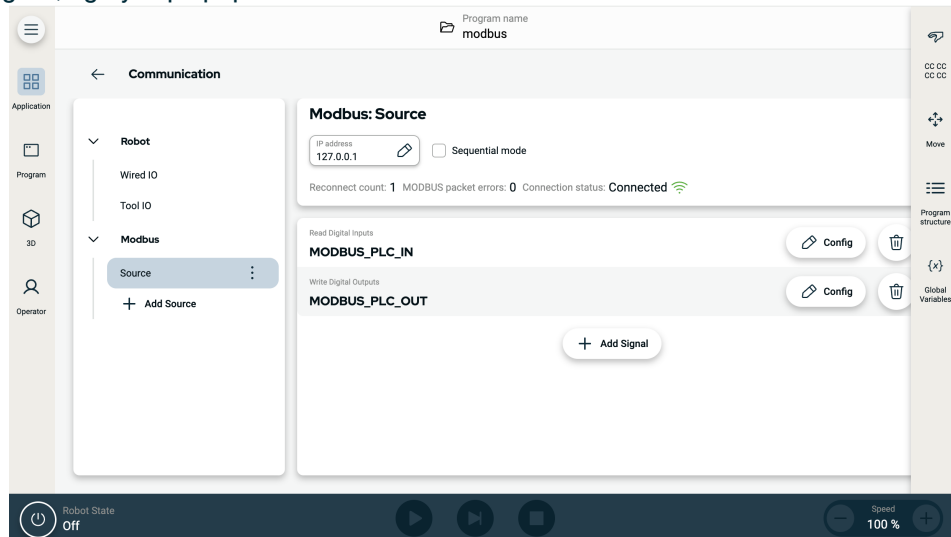 Program name
modbus
Communication
Application
Program
3D
Operator
Robot
Wired IO
Tool IO
Modbus
Source
Add Source
Modbus: Source
IP address
127.0.0.1
Sequential mode
Reconnect count: 1 MODBUS packet errors: 0 Connection status: Connected
Read Digital Inputs
MODBUS_PLC_IN
Config
Write Digital Outputs
MODBUS_PLC_OUT
Config
Add Signal
CC CC
CC CC
Move
Program
structure
{x}
Global
Variables
Robot State
Off
Speed
100 %